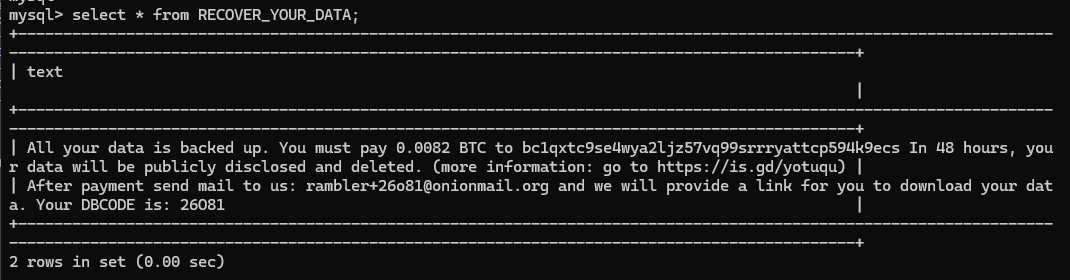 mysql> select * from RECOVER_YOUR_DATA;
+-------------------------------------------------------------------------------------------------------------------
----------------------------------------------------------------------------------------------+
| text
|
+-------------------------------------------------------------------------------------------------------------------
----------------------------------------------------------------------------------------------+
| All your data is backed up. You must pay 0.0082 BTC to bc1qxtc9se4wya2ljz57vq99srrryattcp594k9ecs In 48 hours, you
r data will be publicly disclosed and deleted. (more information: go to https://is.gd/yotuqu) |
| After payment send mail to us: rambler+26o81@onionmail.org and we will provide a link for you to download your dat
a. Your DBCODE is: 26O81 |
+-------------------------------------------------------------------------------------------------------------------
----------------------------------------------------------------------------------------------+
2 rows in set (0.00 sec)